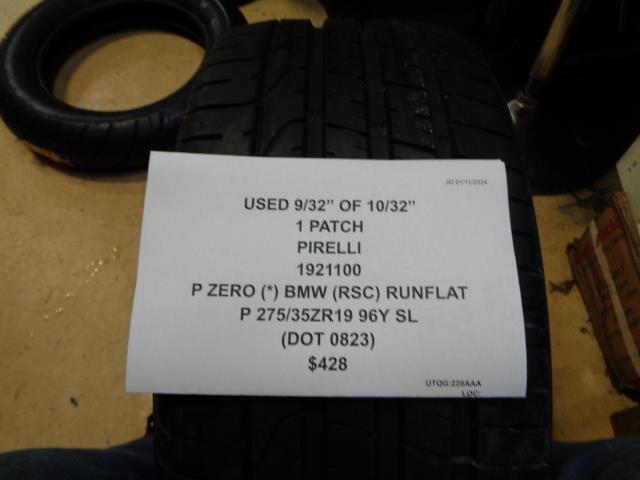 JG 01/11/2024
USED 9/32” OF 10/32”
1 PATCH
PIRELLI
1921100
P ZERO (*) BMW (RSC) RUNFLAT
P 275/35ZR19 96Y SL
(DOT 0823)
$428
UTQG:220AAA
LOC: